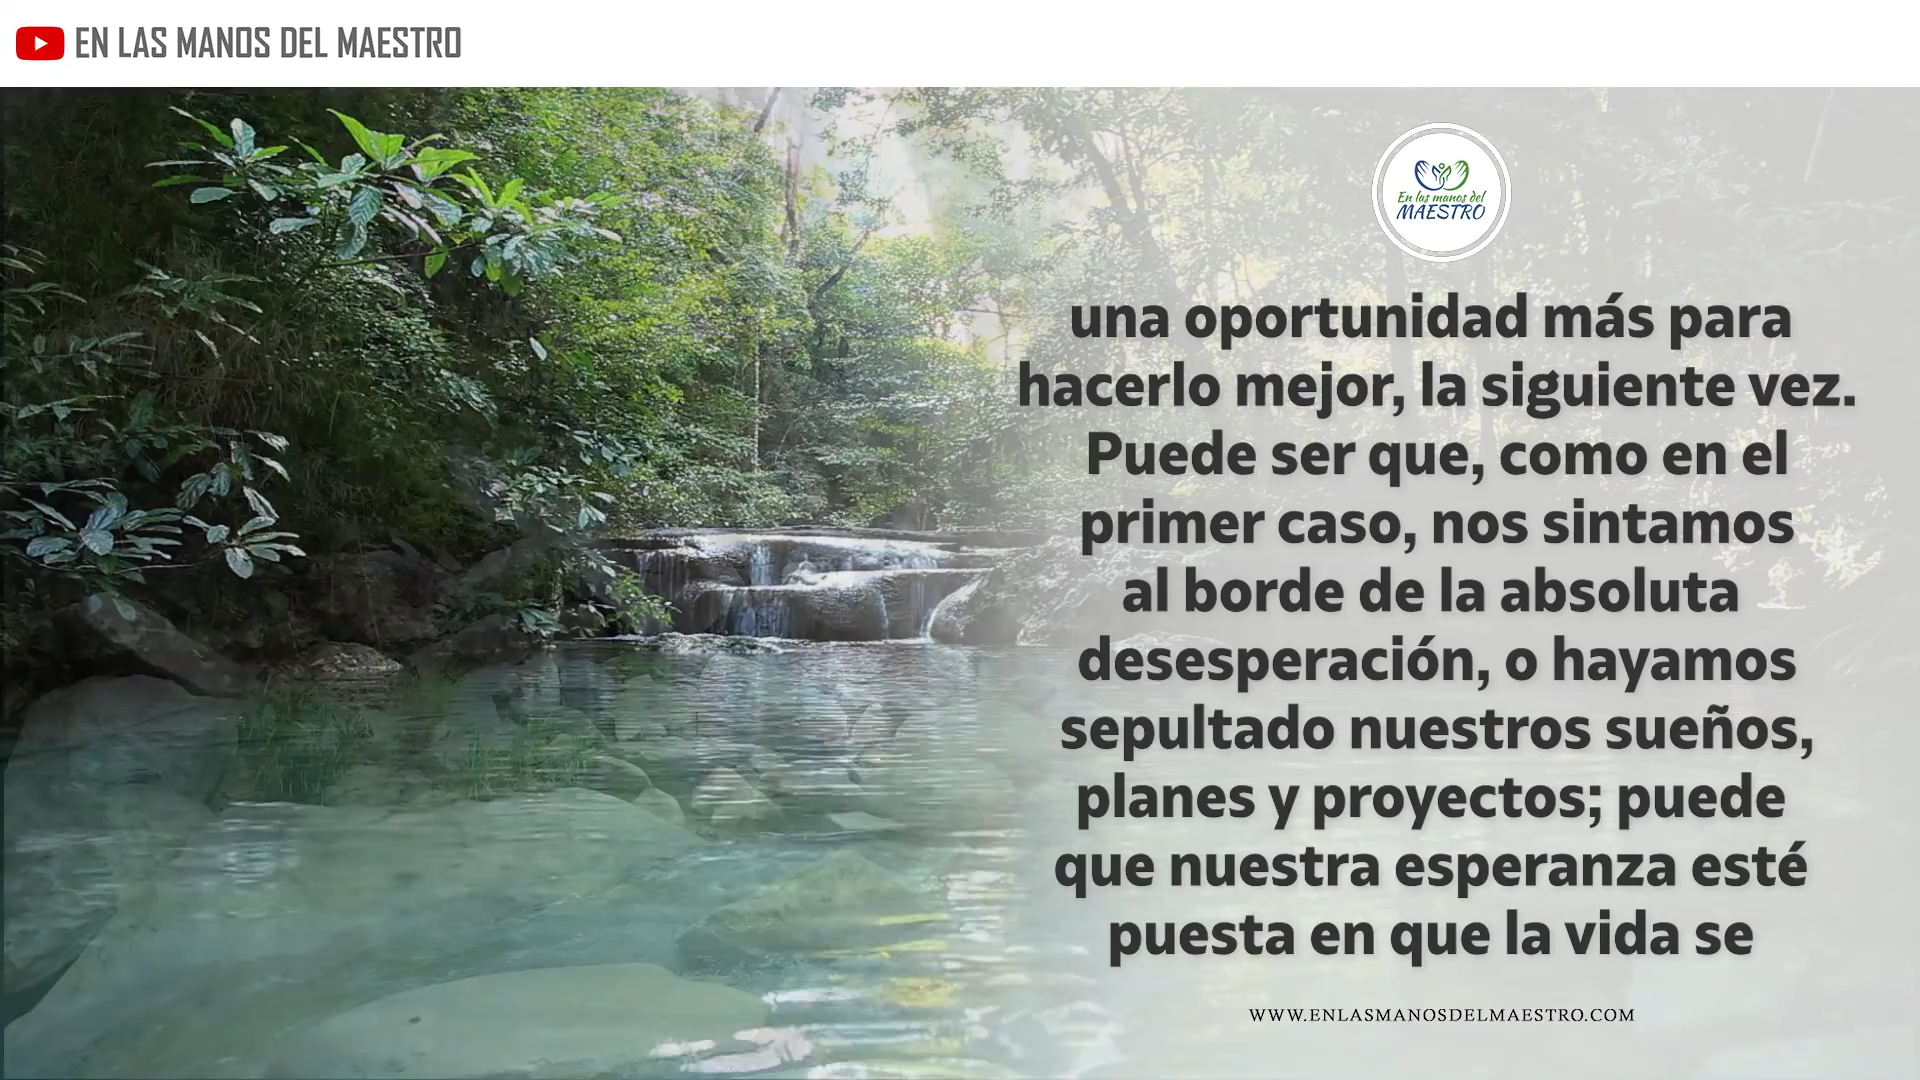 EN LAS MANOS DEL MAESTRO
En las manos del
MAESTRO
una oportunidad más para
hacerlo mejor, la siguiente vez.
Puede ser que, como en el
primer caso, nos sintamos
al borde de la absoluta
desesperación, o hayamos
sepultado nuestros sueños,
planes y proyectos; puede
que nuestra esperanza esté
puesta en que la vida se
WWW.ENLASMANOSDELMAESTRO.COM